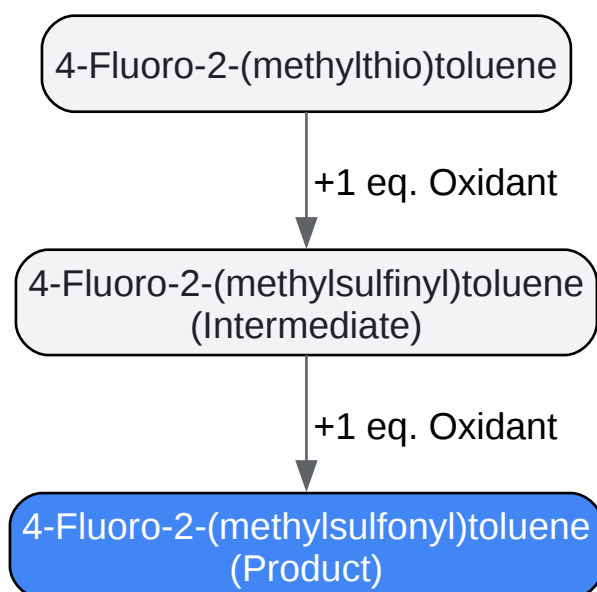 4-Fluoro-2-(methylthio)toluene
+1 eq. Oxidant
4-Fluoro-2-(methylsulfinyl)toluene
(Intermediate)
+1 eq. Oxidant
4-Fluoro-2-(methylsulfonyl)toluene
(Product)